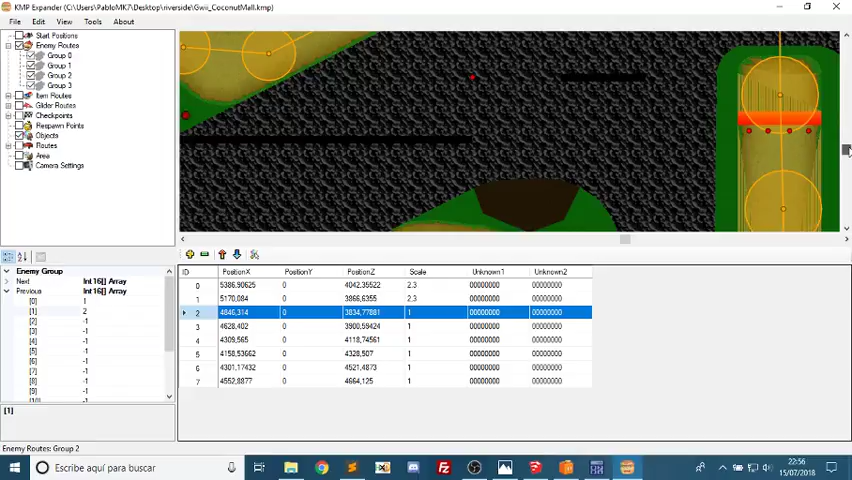 KMP Expander (C:\Users\PabloMK7\Desktop\riverside\Gwii_CoconutMall.kmp)
File Edit View Tools About
Start Positions
Enemy Routes
Group 0
Group 1
Group 2
Group 3
Item Routes
Glider Routes
Checkpoints
Respawn Points
Objects
Routes
Area
Camera Settings
Enemy Group
Next Int16[] Array
Previous Int16[] Array
[0] 1
[1] 2
[2] -1
[3] -1
[4] -1
[5] -1
[6] -1
[7] -1
[8] -1
[9] -1
[10] -1
[1]
ID PositionX PositionY PositionZ Scale Unknown1 Unknown2
0 5386,90625 0 4042,35522 2.3 00000000 00000000
1 5170,084 0 3866,6355 2.3 00000000 00000000
2 4846,314 0 3834,77881 1 00000000 00000000
3 4628,402 0 3900,59424 1 00000000 00000000
4 4309,565 0 4118,74561 1 00000000 00000000
5 4158,53662 0 4328,507 1 00000000 00000000
6 4301,17432 0 4521,4873 1 00000000 00000000
7 4552,8877 0 4664,125 1 00000000 00000000
Enemy Routes: Group 2
Escribe aquí para buscar
22:56
15/07/2018